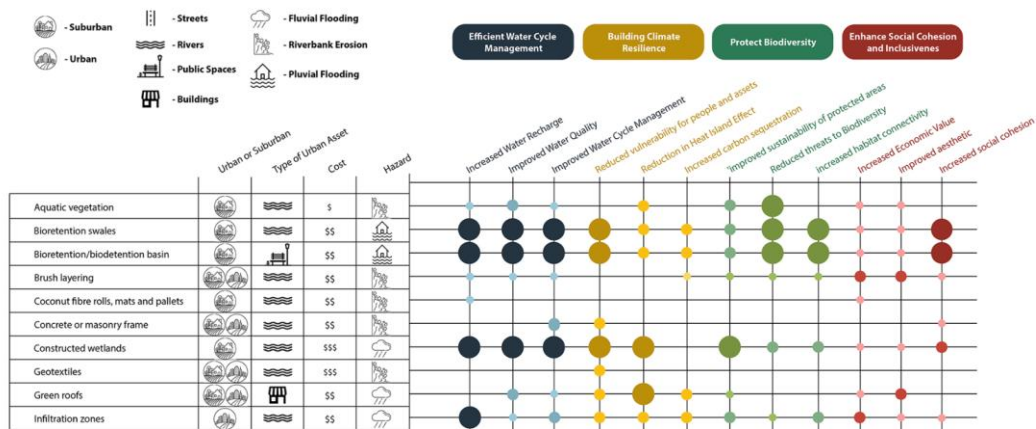 - Suburban
- Urban
- Streets
- Rivers
- Public Spaces
- Buildings
- Fluvial Flooding
- Riverbank Erosion
- Pluvial Flooding
Efficient Water Cycle
Management
Building Climate
Resilience
Protect Biodiversity
Enhance Social Cohesion
and Inclusivenes
Urban or Suburban
Type of Urban Asset
Cost
Hazard
Increased Water Recharge
Improved Water Quality
Improved Water Cycle Management
Reduced vulnerability for people and assets
Reduction in Heat Island Effect
Increased carbon sequestration
"improved sustainability of protected areas
Reduced threats to Biodiversity
increased habitat connectivity
Increased Economic Value
Improved aesthetic
Increased social cohesion
Aquatic vegetation $
Bioretention swales $$
Bioretention/biodetention basin $$
Brush layering $$
Coconut fibre rolls, mats and pallets $$
Concrete or masonry frame $$
Constructed wetlands $$$
Geotextiles $$$
Green roofs $$
Infiltration zones $$